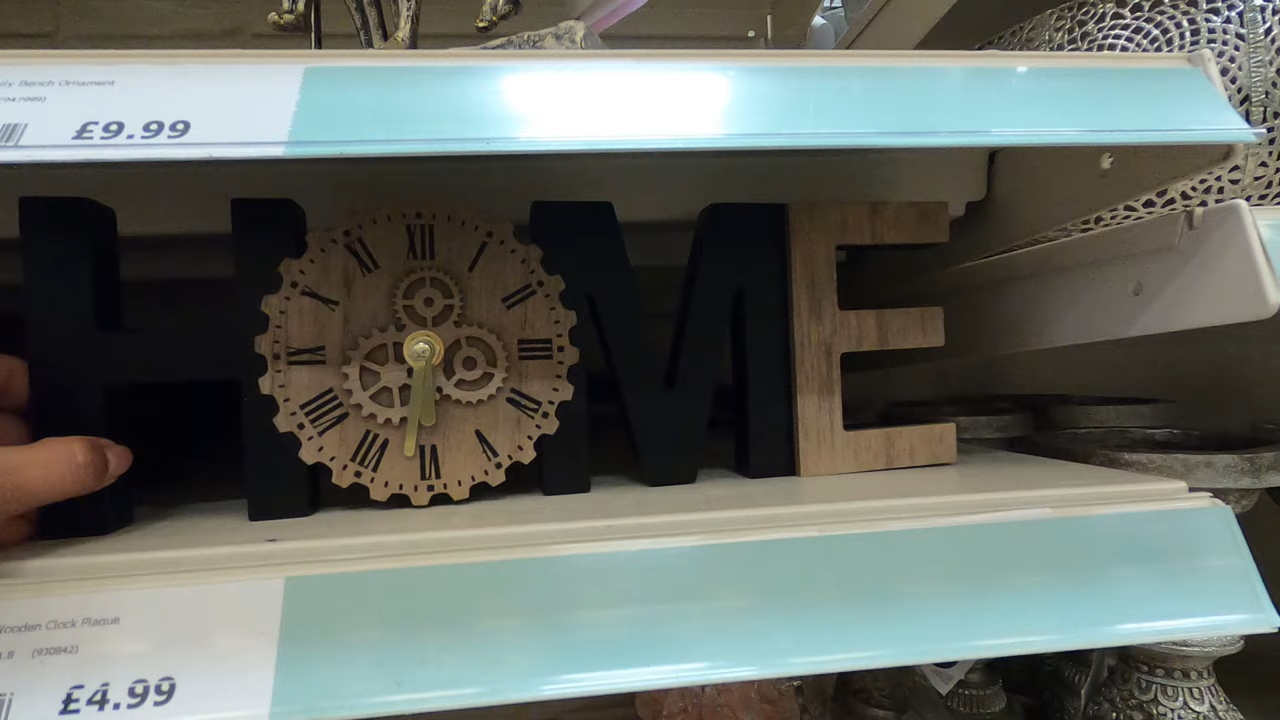 Bench Ornament
£9.99
HOME
XII
I
II
III
IIII
V
VI
VII
VIII
IX
X
XI
Wooden Clock Plaque
(930842)
£4.99